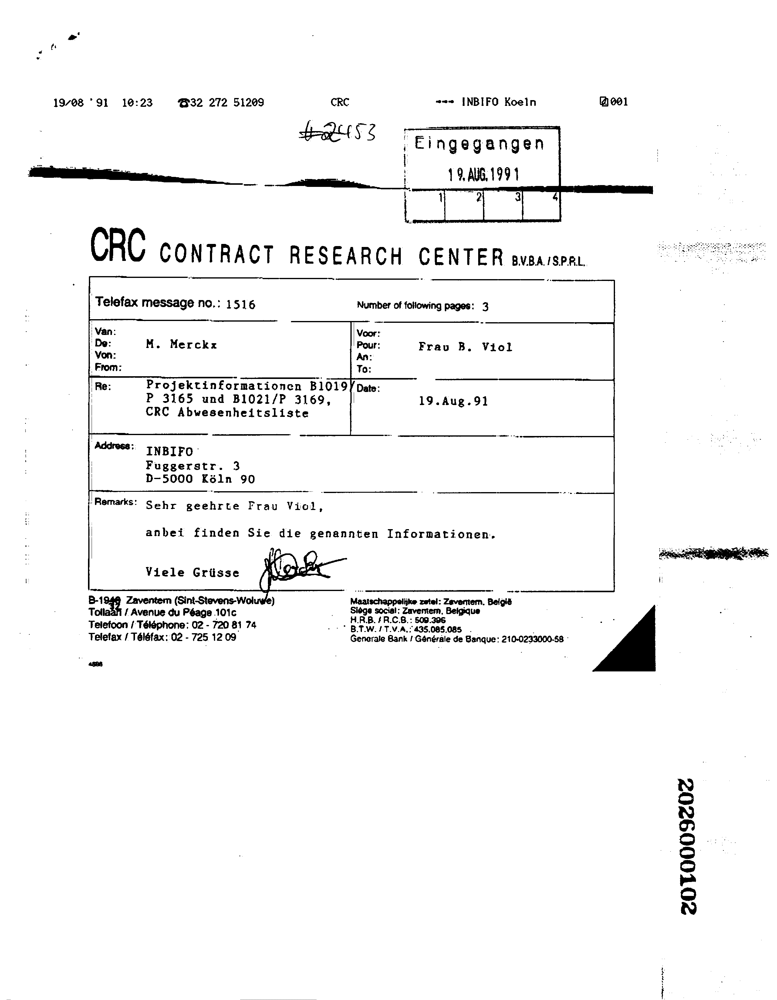 19/08 '91 10:23 ☎32 272 51209 CRC --- INBIFO Koeln 001
#2453
Eingegangen
19. AUG. 1991
1 2 3 4
CRC CONTRACT RESEARCH CENTER B.V.B.A. / S.P.R.L.
Telefax message no.: 1516
Number of following pages: 3
Van:
De: M. Merckx
Von:
From:
Voor:
Pour: Frau B. Viol
An:
To:
Re: Projektinformationen B1019/
P 3165 und B1021/P 3169,
CRC Abwesenheitsliste
Date:
19.Aug.91
Address: INBIFO
Fuggerstr. 3
D-5000 Köln 90
Remarks: Sehr geehrte Frau Viol,
anbei finden Sie die genannten Informationen.
Viele Grüsse
B-1940 Zaventem (Sint-Stevens-Woluwe)
Tollaan / Avenue du Péage 101c
Telefoon / Téléphone: 02 - 720 81 74
Telefax / Téléfax: 02 - 725 12 09
Maatschappelijke zetel: Zaventem, België
Siège social: Zaventem, Belgique
H.R.B. / R.C.B.: 509.396
B.T.W. / T.V.A.: 435.085.085
Generale Bank / Générale de Banque: 210-0233000-58
2026000102